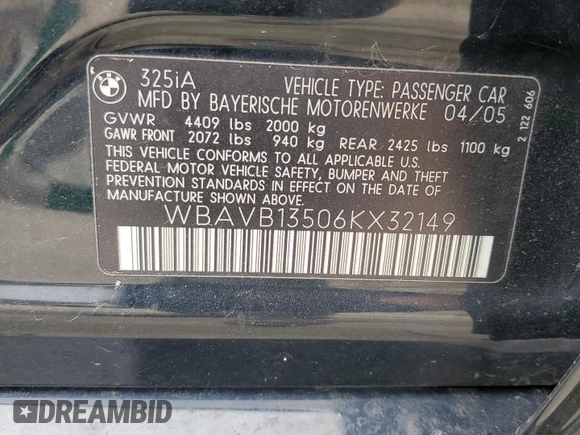 E
BMW
325iA VEHICLE TYPE: PASSENGER CAR
MFD BY BAYERISCHE MOTORENWERKE 04/05
GVWR 4409 lbs 2000 kg
GAWR FRONT 2072 lbs 940 kg REAR 2425 lbs 1100 kg
THIS VEHICLE CONFORMS TO ALL APPLICABLE U.S.
FEDERAL MOTOR VEHICLE SAFETY, BUMPER AND THEFT
PREVENTION STANDARDS IN EFFECT ON THE DATE OF
MANUFACTURE SHOWN ABOVE.
WBAVB13506KX32149
2 122 606
DREAMBID